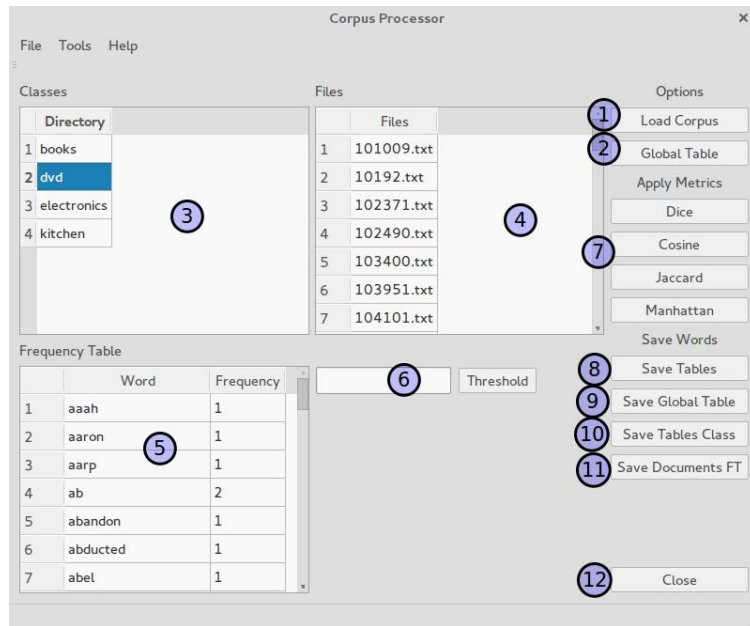 Corpus Processor ×
File Tools Help
Classes
Directory
1 books
2 dvd
3 electronics
4 kitchen
3
Files
Files
1 101009.txt
2 10192.txt
3 102371.txt
4 102490.txt
5 103400.txt
6 103951.txt
7 104101.txt
4
Options
1 Load Corpus
2 Global Table
Apply Metrics
Dice
7 Cosine
Jaccard
Manhattan
Save Words
8 Save Tables
9 Save Global Table
10 Save Tables Class
11 Save Documents FT
12 Close
Frequency Table
Word Frequency
1 aaah 1
2 aaron 1
3 aarp 1
4 ab 2
5 abandon 1
6 abducted 1
7 abel 1
5
6 Threshold